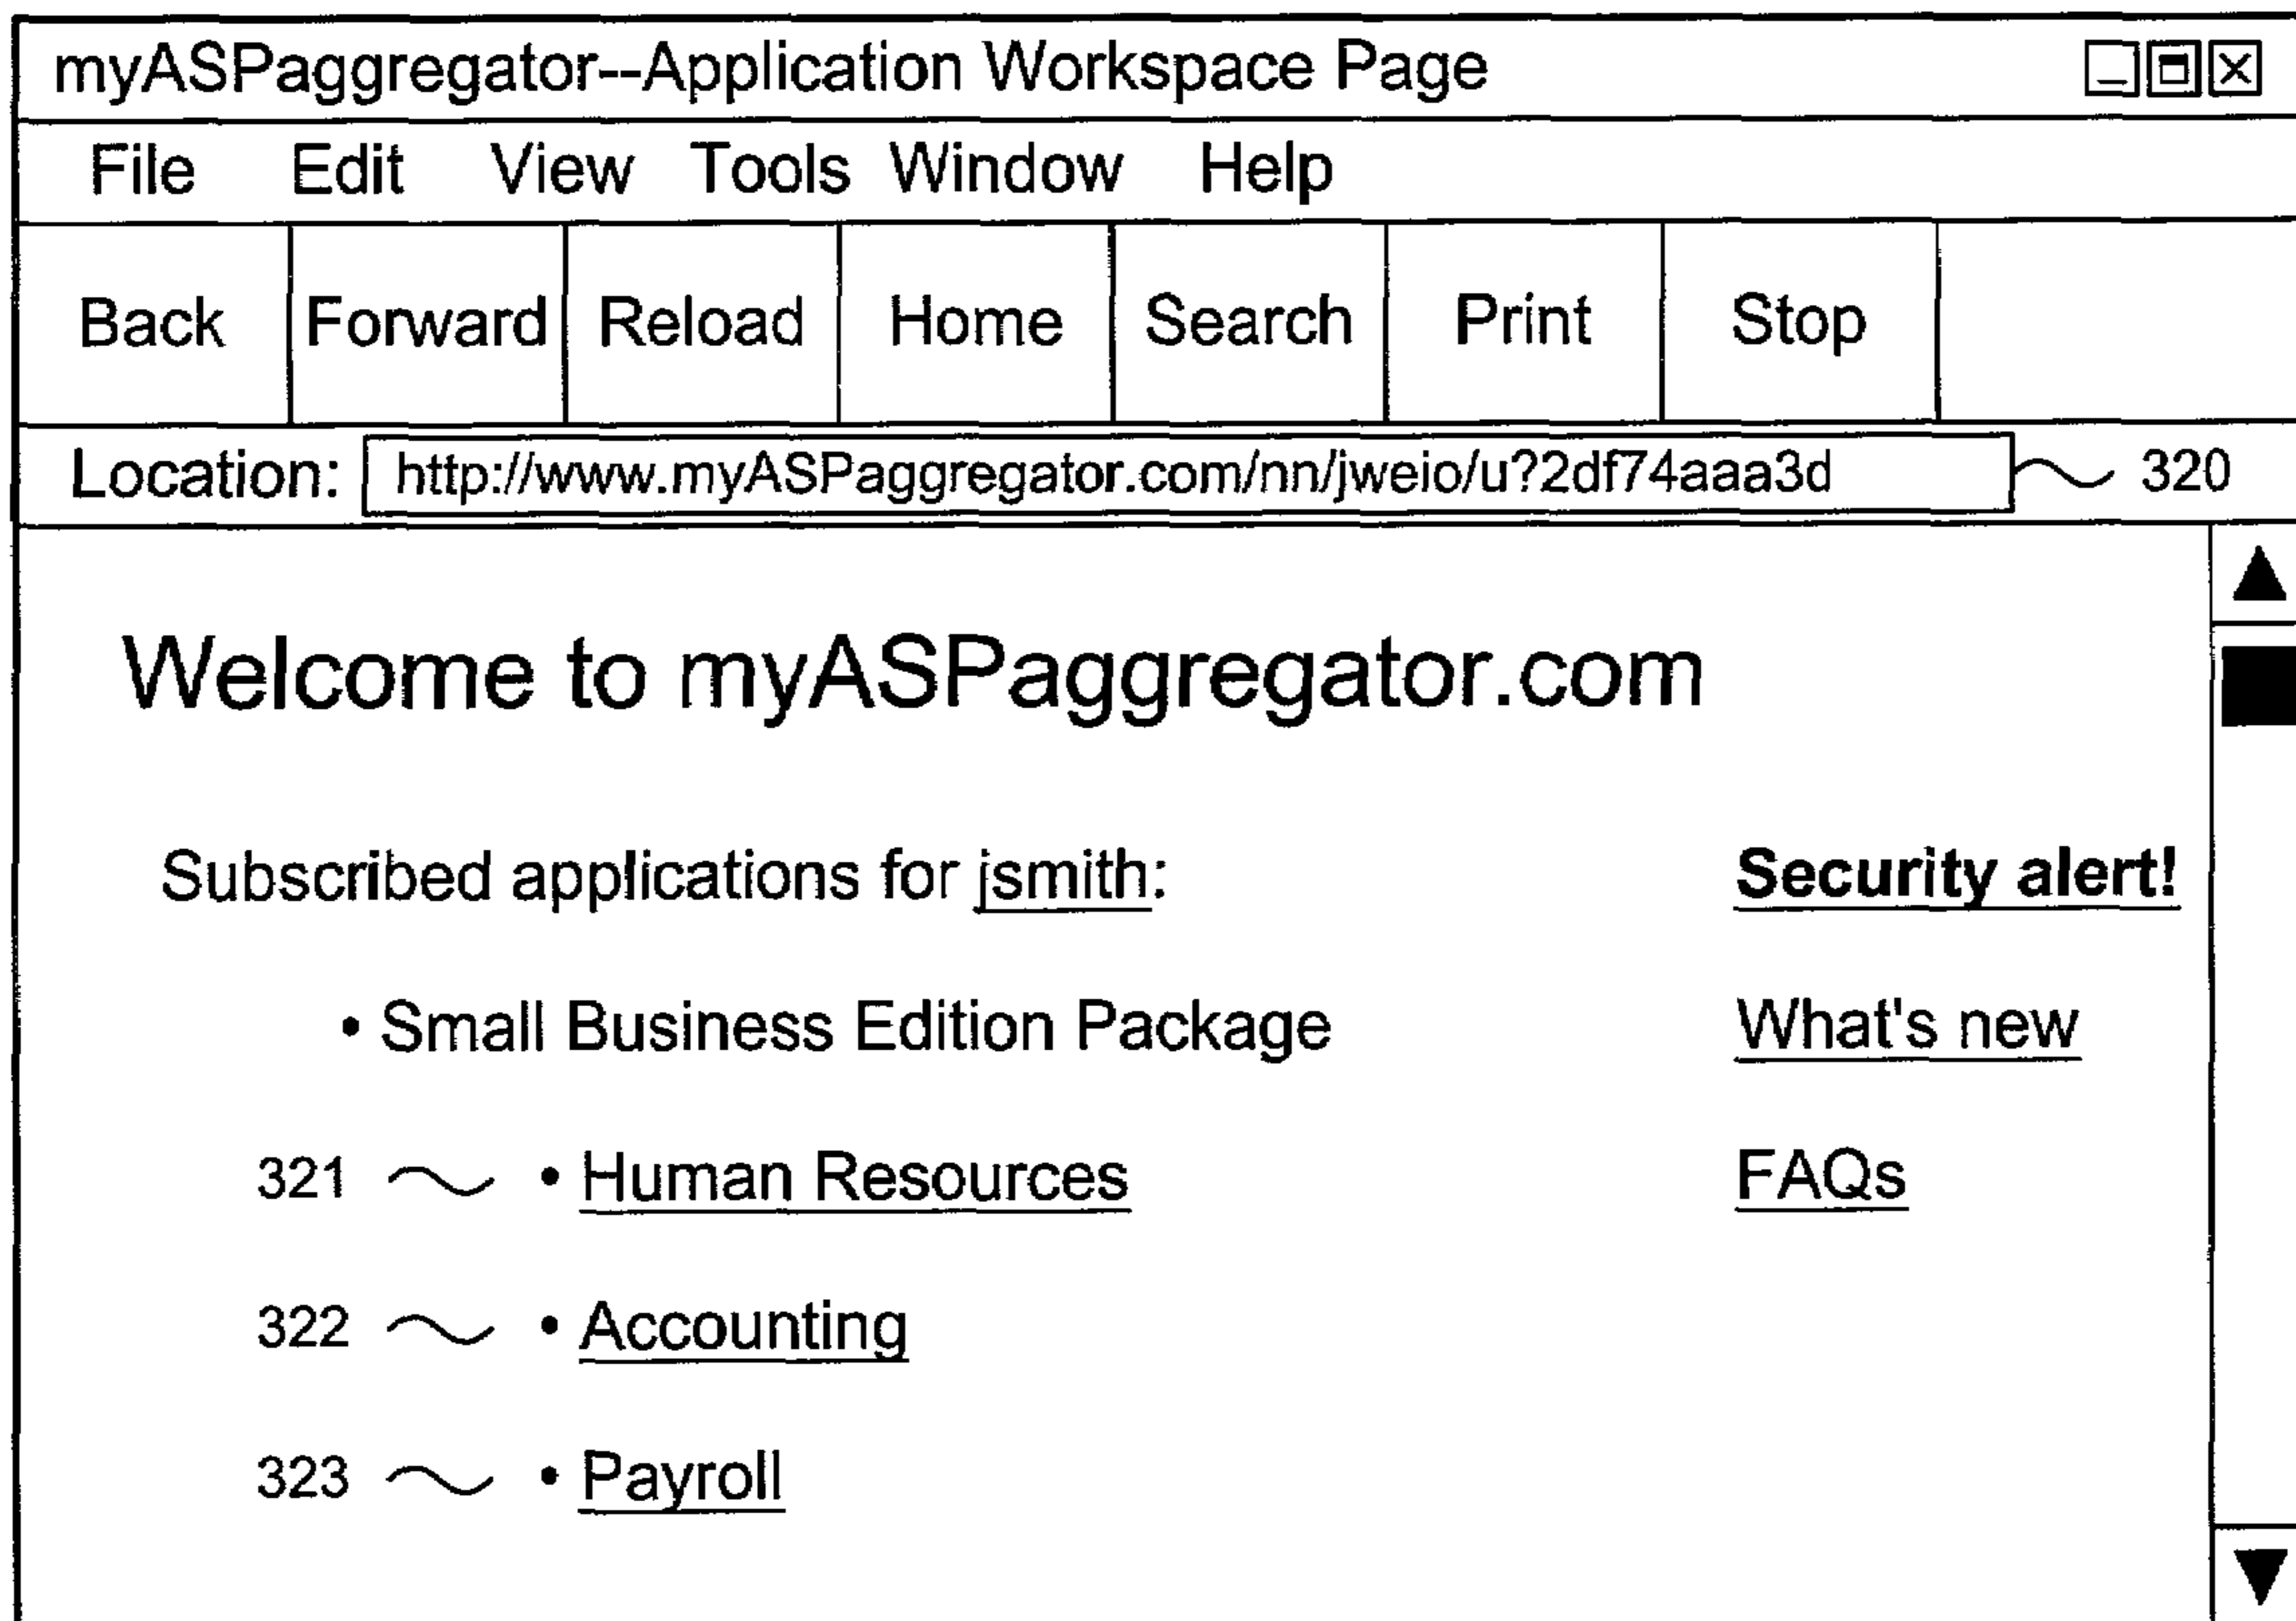 myASPaggregator--Application Workspace Page
File Edit View Tools Window Help
Back Forward Reload Home Search Print Stop
Location: http://www.myASPaggregator.com/nn/jweio/u?2df74aaa3d 320
Welcome to myASPaggregator.com
Subscribed applications for jsmith: Security alert!
• Small Business Edition Package What's new
321 • Human Resources FAQs
322 • Accounting
323 • Payroll